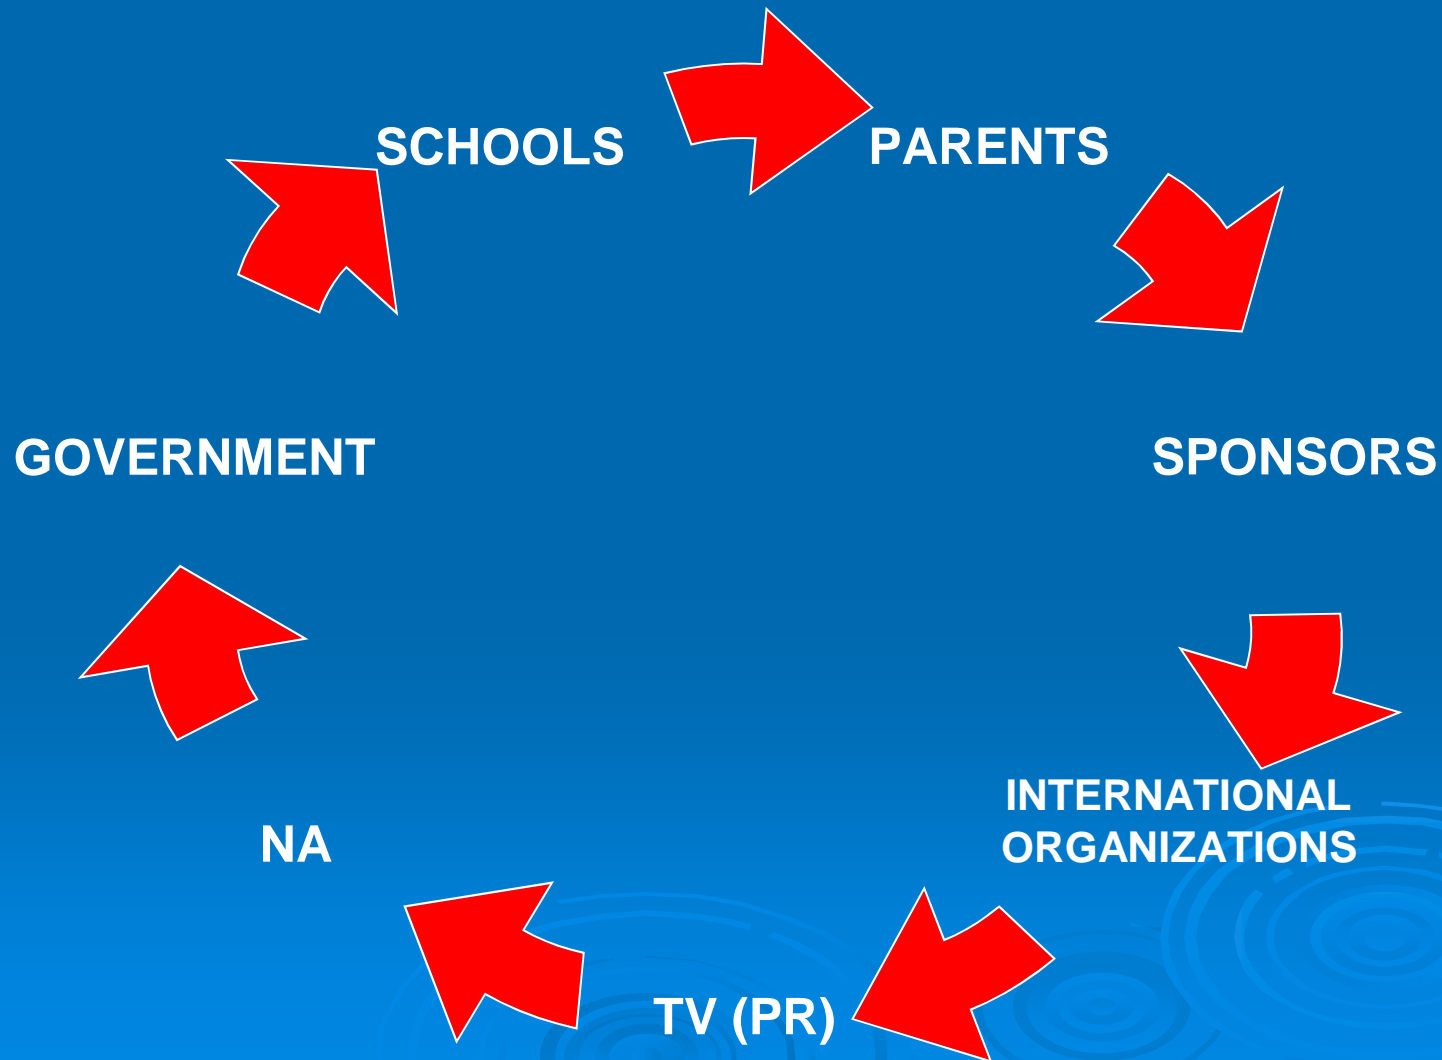 SCHOOLS
PARENTS
GOVERNMENT
SPONSORS
INTERNATIONAL
ORGANIZATIONS
NA
TV (PR)